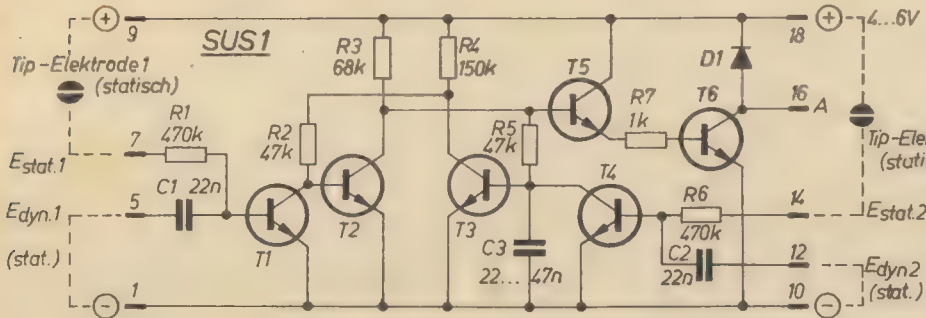 +
9
SUS1
R3
68k
R4
150k
18
+
4...6V
Tip-Elektrode1
(statisch)
T5
D1
R7
1k
T6
16
A
R1
470k
R2
47k
R5
47k
Tip-Ele
(stati
Estat.1
7
T4
R6
470k
14
Estat.2
C1
22n
Edyn.1
5
(stat.)
T1
T2
T3
C3
22...47n
C2
22n
12
Edyn2
(stat.)
−
1
10
−